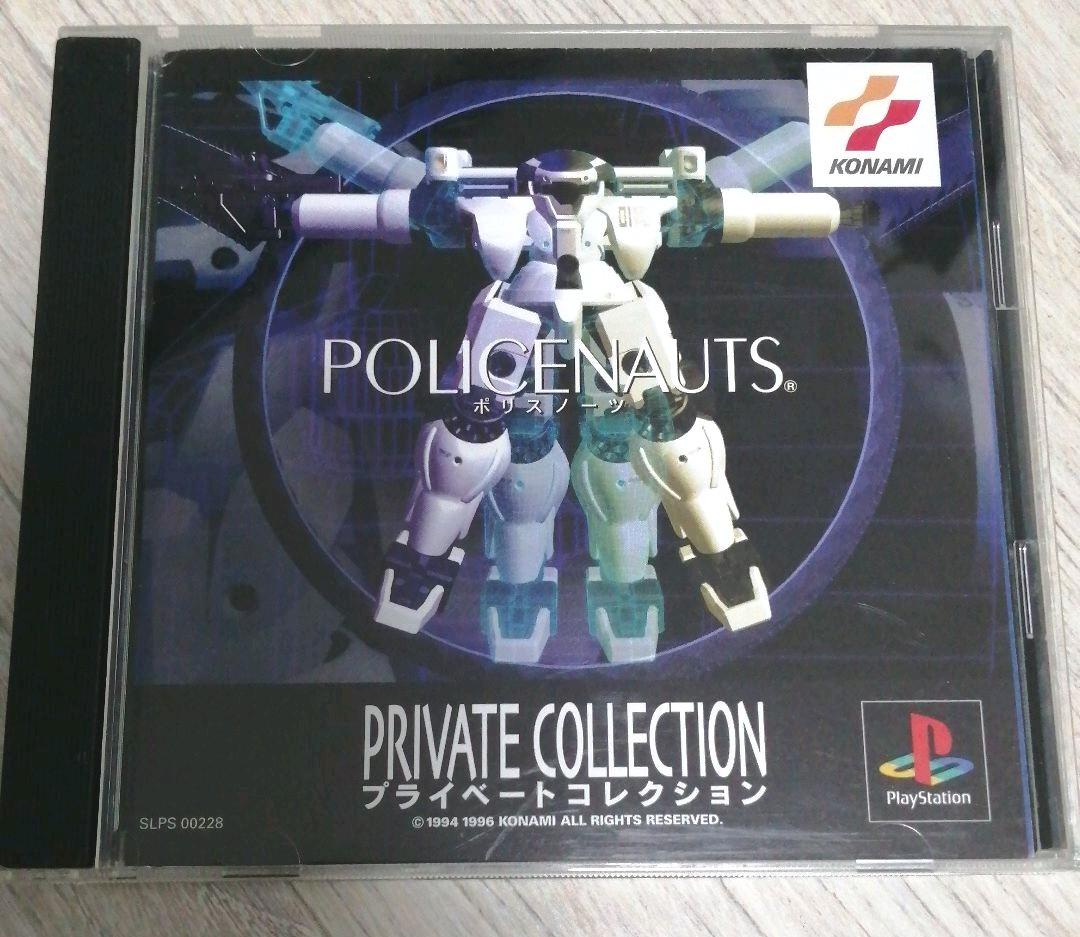 KONAMI
POLICENAUTS®
ポリスノーツ
PRIVATE COLLECTION
プライベートコレクション
PlayStation
SLPS 00228
©1994 1996 KONAMI ALL RIGHTS RESERVED.